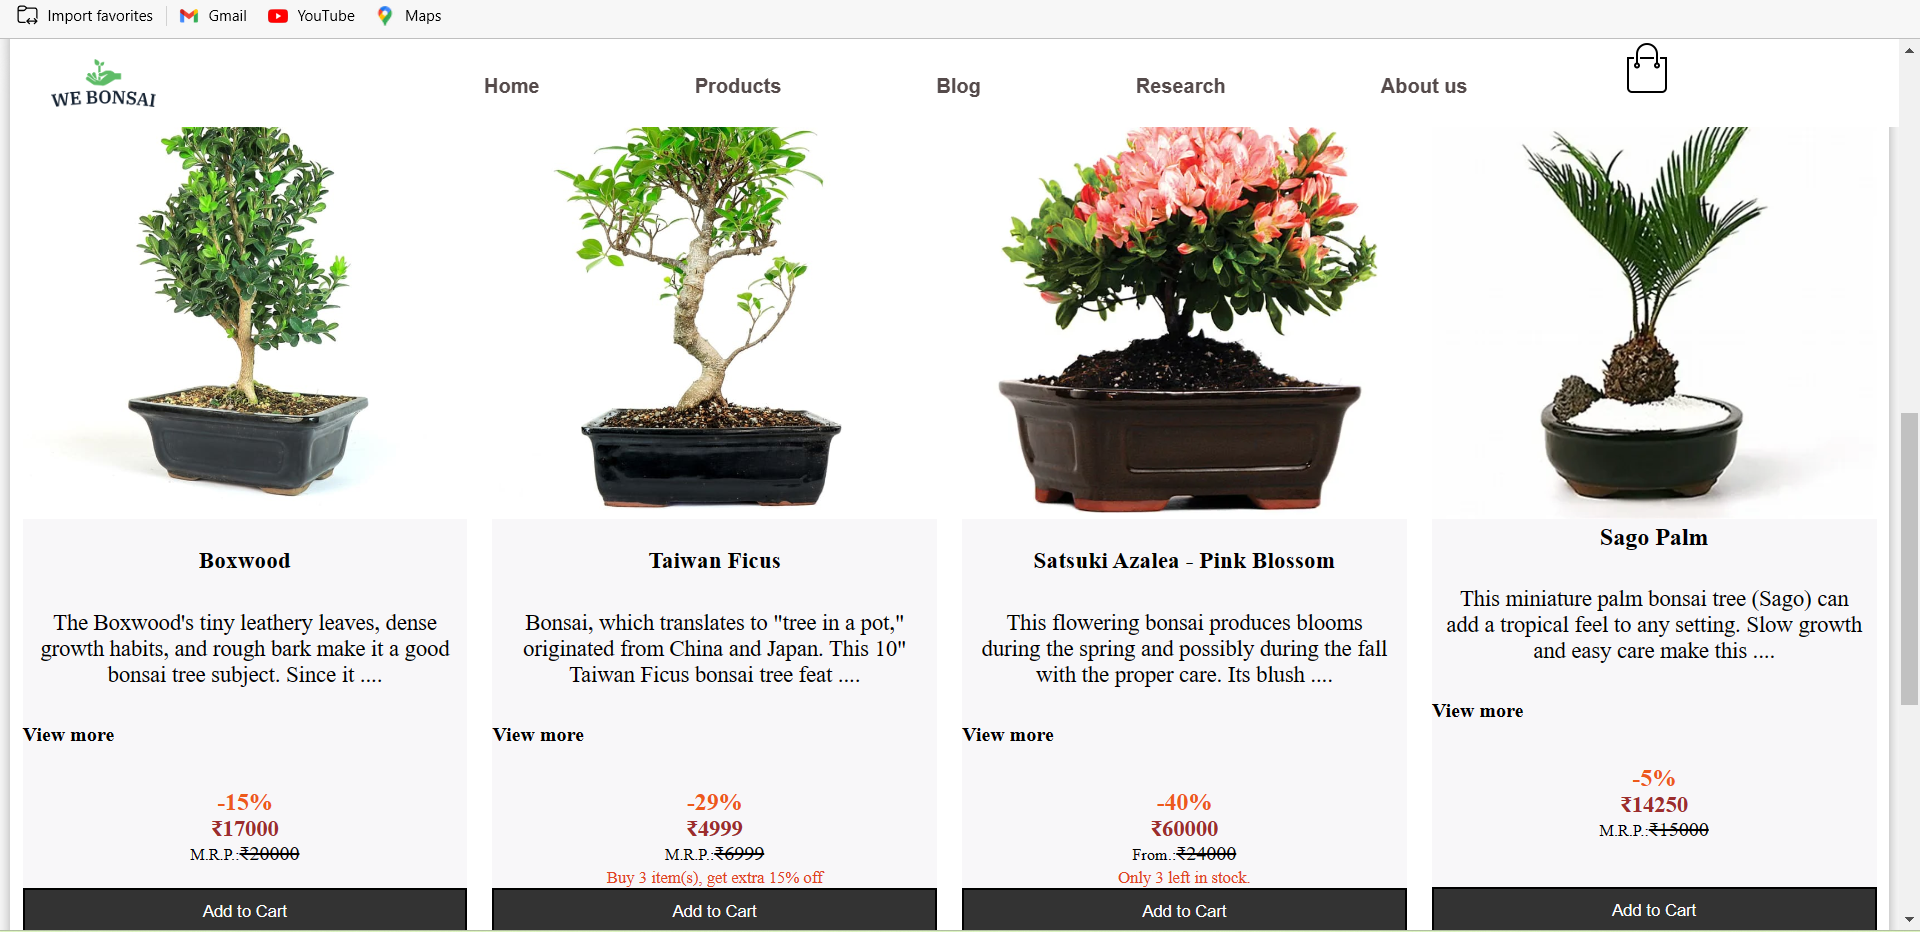 Import favorites
Gmail
YouTube
Maps
WE BONSAI
Home
Products
Blog
Research
About us
Boxwood
The Boxwood's tiny leathery leaves, dense
growth habits, and rough bark make it a good
bonsai tree subject. Since it ....
View more
-15%
₹17000
M.R.P.:₹20000
Add to Cart
Taiwan Ficus
Bonsai, which translates to "tree in a pot,"
originated from China and Japan. This 10"
Taiwan Ficus bonsai tree feat ....
View more
-29%
₹4999
M.R.P.:₹6999
Buy 3 item(s), get extra 15% off
Add to Cart
Satsuki Azalea - Pink Blossom
This flowering bonsai produces blooms
during the spring and possibly during the fall
with the proper care. Its blush ....
View more
-40%
₹60000
From.:₹24000
Only 3 left in stock.
Add to Cart
Sago Palm
This miniature palm bonsai tree (Sago) can
add a tropical feel to any setting. Slow growth
and easy care make this ....
View more
-5%
₹14250
M.R.P.:₹15000
Add to Cart